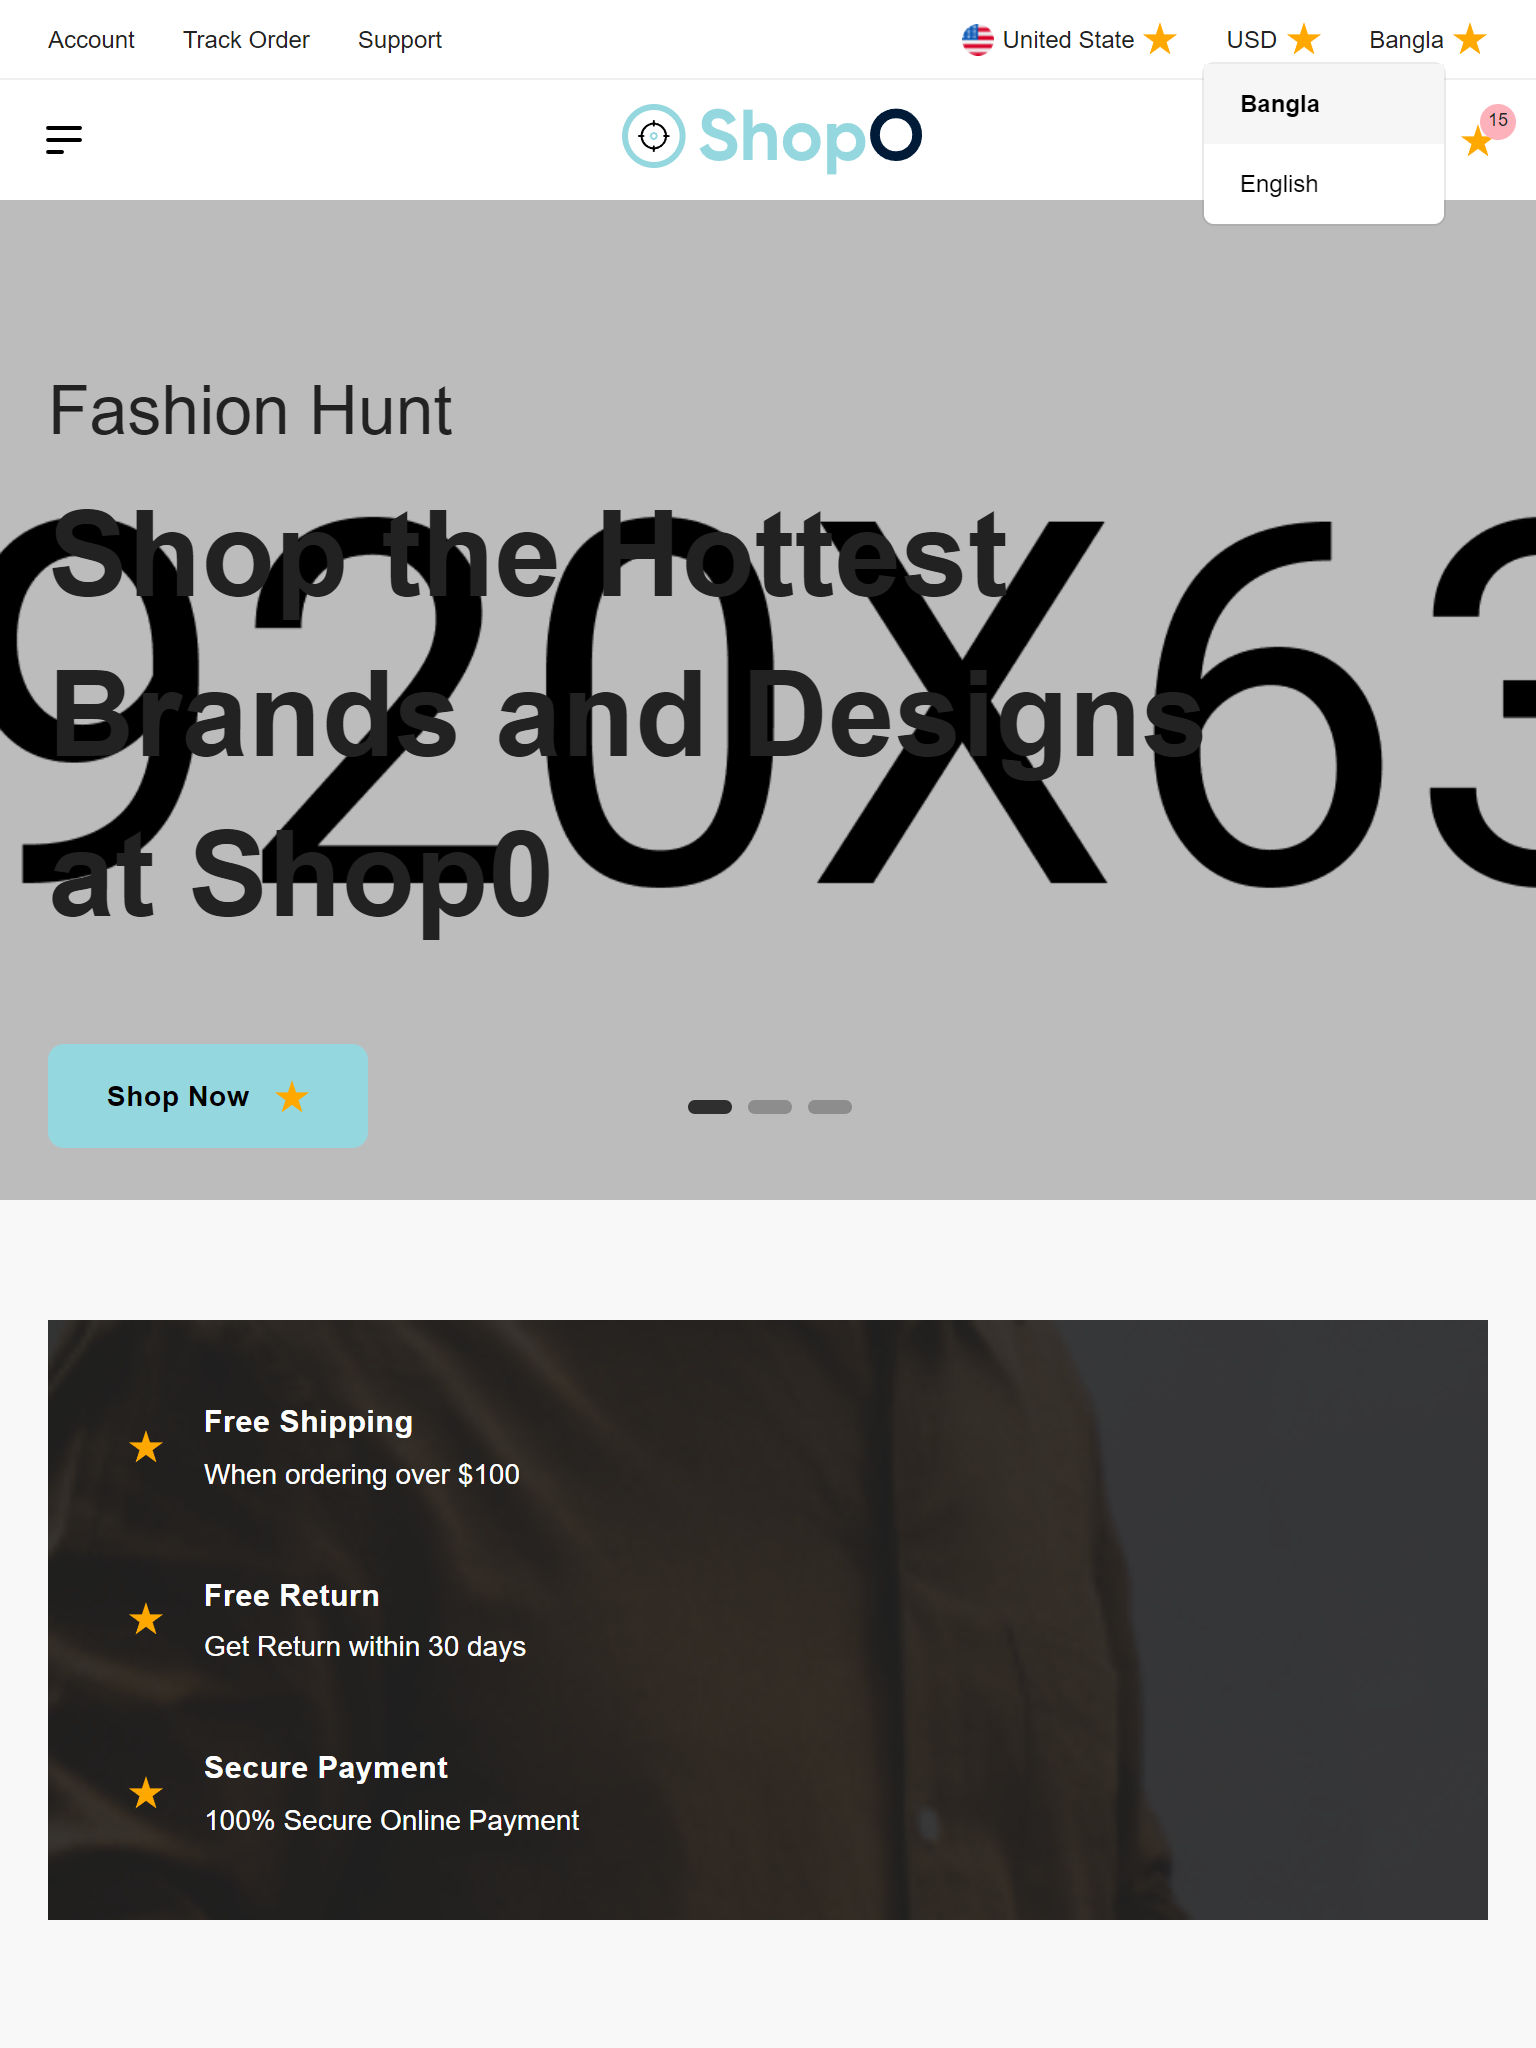 Account Track Order Support United State USD Bangla
Bangla
English
ShopO
15
Fashion Hunt
920X63
Shop the Hottest
Brands and Designs
at Shop0
Shop Now
Free Shipping
When ordering over $100
Free Return
Get Return within 30 days
Secure Payment
100% Secure Online Payment